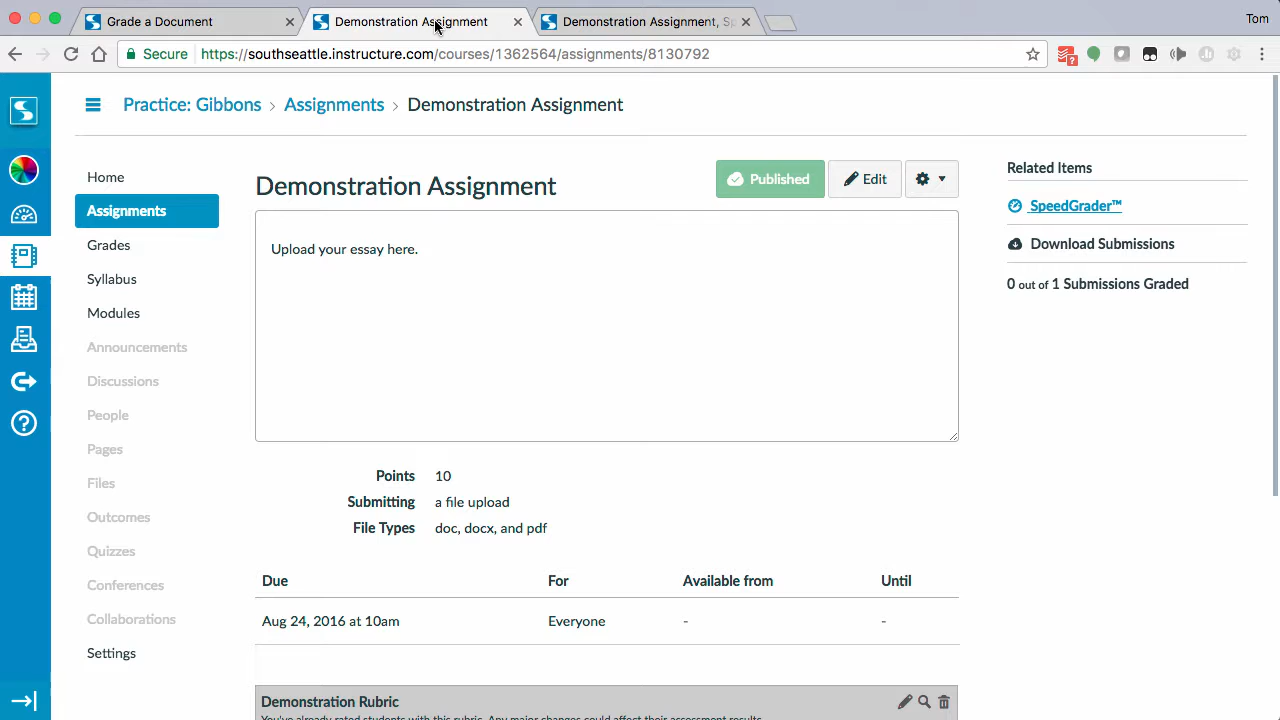 Grade a Document
Demonstration Assignment
Demonstration Assignment, S
Tom
Secure
https://southseattle.instructure.com/courses/1362564/assignments/8130792
Practice: Gibbons > Assignments > Demonstration Assignment
Home
Assignments
Grades
Syllabus
Modules
Announcements
Discussions
People
Pages
Files
Outcomes
Quizzes
Conferences
Collaborations
Settings
Demonstration Assignment
Published
Edit
Upload your essay here.
Points 10
Submitting a file upload
File Types doc, docx, and pdf
Due For Available from Until
Aug 24, 2016 at 10am Everyone - -
Demonstration Rubric
You've already rated students with this rubric. Any major changes could affect their assessment results.
Related Items
SpeedGrader™
Download Submissions
0 out of 1 Submissions Graded